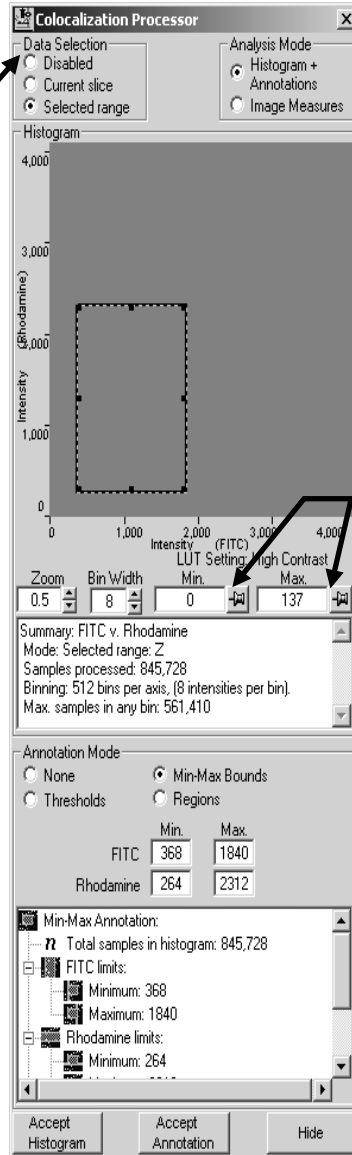 Colocalization Processor
Data Selection
Disabled
Current slice
Selected range
Analysis Mode
Histogram +
Annotations
Image Measures
Histogram
4,000
3,000
2,000
1,000
0
Intensity (Rhodamine)
0 1,000 2,000 3,000 4,000
Intensity (FITC)
LUT Setting: High Contrast
Zoom Bin Width Min. Max.
0.5 8 0 137
Summary: FITC v. Rhodamine
Mode: Selected range: Z
Samples processed: 845,728
Binning: 512 bins per axis, (8 intensities per bin).
Max. samples in any bin: 561,410
Annotation Mode
None Min-Max Bounds
Thresholds Regions
Min. Max.
FITC 368 1840
Rhodamine 264 2312
Min-Max Annotation:
n Total samples in histogram: 845,728
FITC limits:
Minimum: 368
Maximum: 1840
Rhodamine limits:
Minimum: 264
Accept Histogram
Accept Annotation
Hide